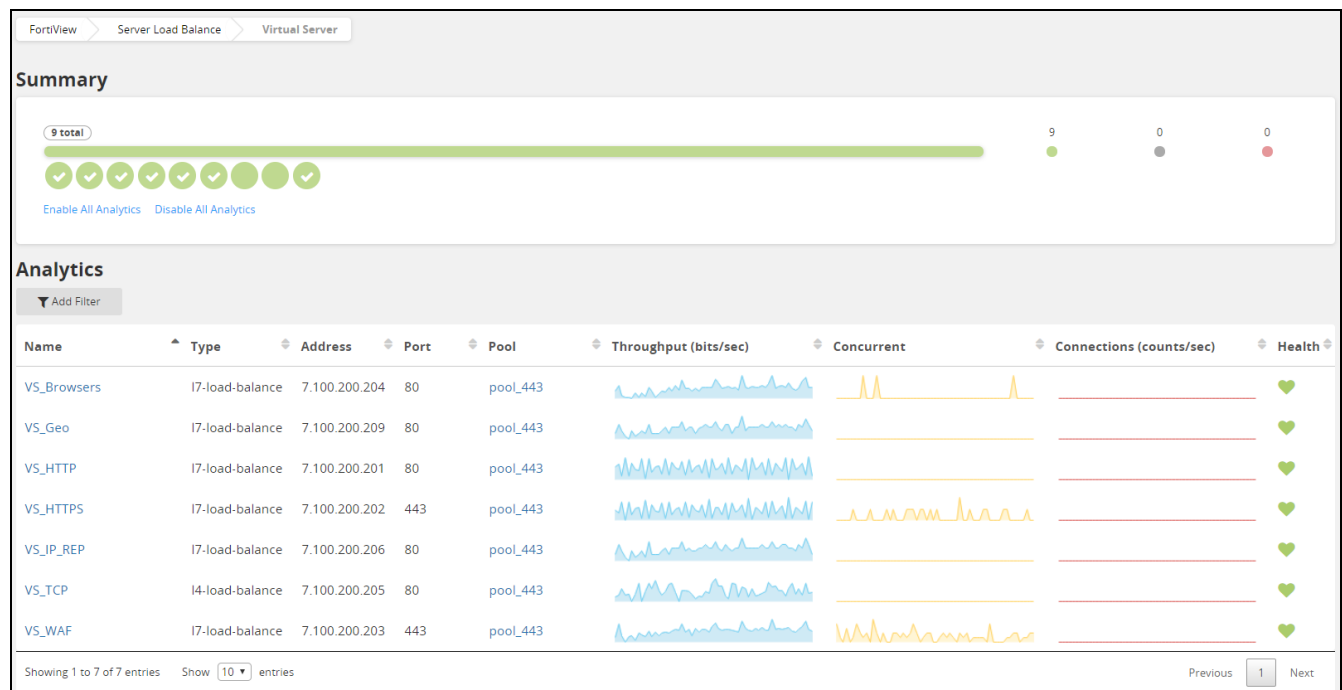 FortiView Server Load Balance Virtual Server
Summary
9 total 9 0 0
Enable All Analytics Disable All Analytics
Analytics
Add Filter
Name Type Address Port Pool Throughput (bits/sec) Concurrent Connections (counts/sec) Health
VS_Browsers l7-load-balance 7.100.200.204 80 pool_443
VS_Geo l7-load-balance 7.100.200.209 80 pool_443
VS_HTTP l7-load-balance 7.100.200.201 80 pool_443
VS_HTTPS l7-load-balance 7.100.200.202 443 pool_443
VS_IP_REP l7-load-balance 7.100.200.206 80 pool_443
VS_TCP l4-load-balance 7.100.200.205 80 pool_443
VS_WAF l7-load-balance 7.100.200.203 443 pool_443
Showing 1 to 7 of 7 entries Show 10 entries Previous 1 Next